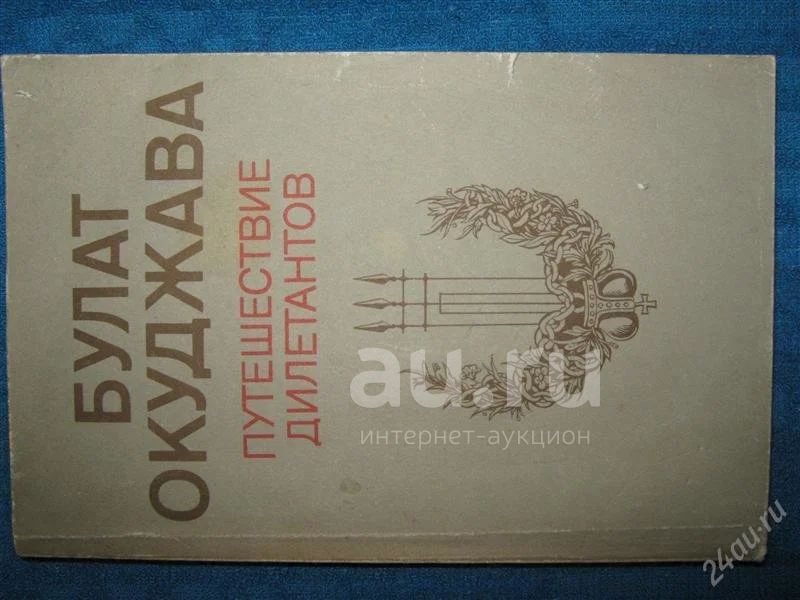 БУЛАТ
ОКУДЖАВА
ПУТЕШЕСТВИЕ
ДИЛЕТАНТОВ
au.ru
интернет-аукцион
24au.ru